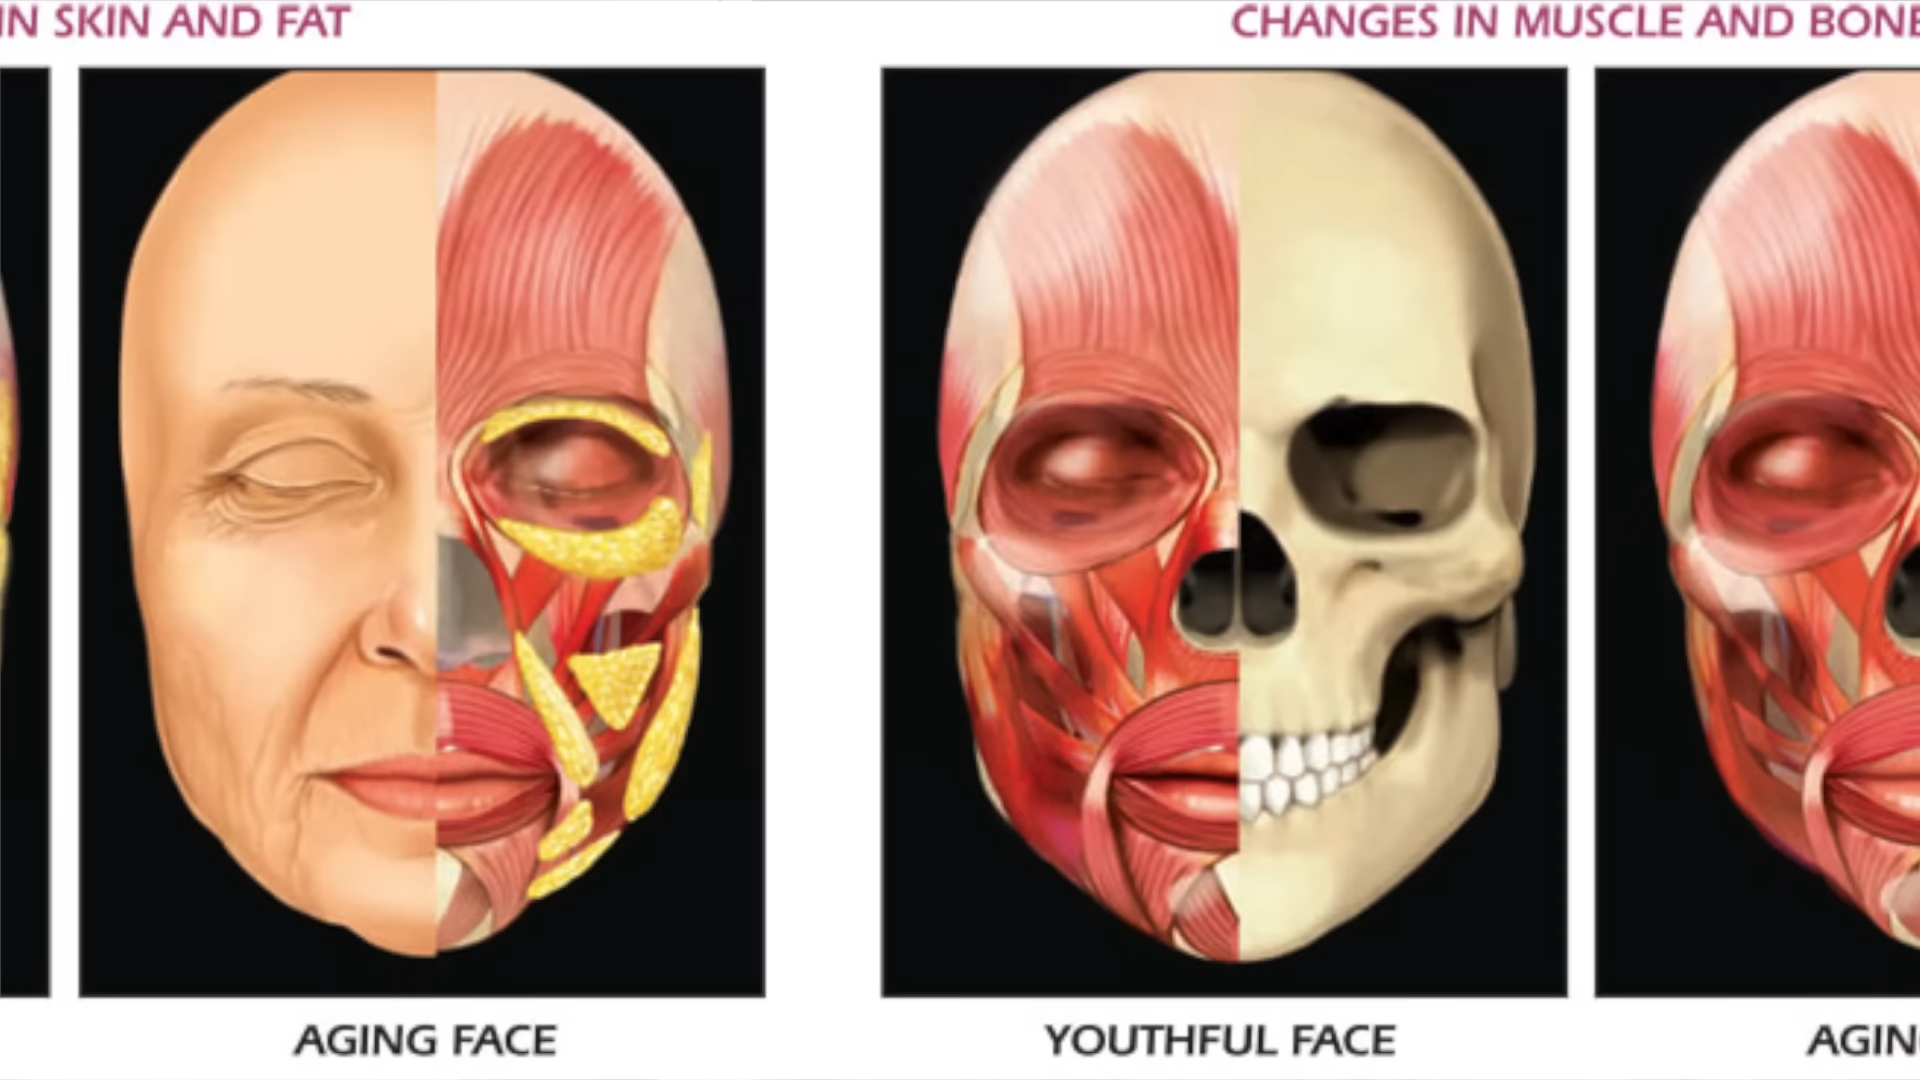 IN SKIN AND FAT
CHANGES IN MUSCLE AND BONE
AGING FACE
YOUTHFUL FACE
AGIN